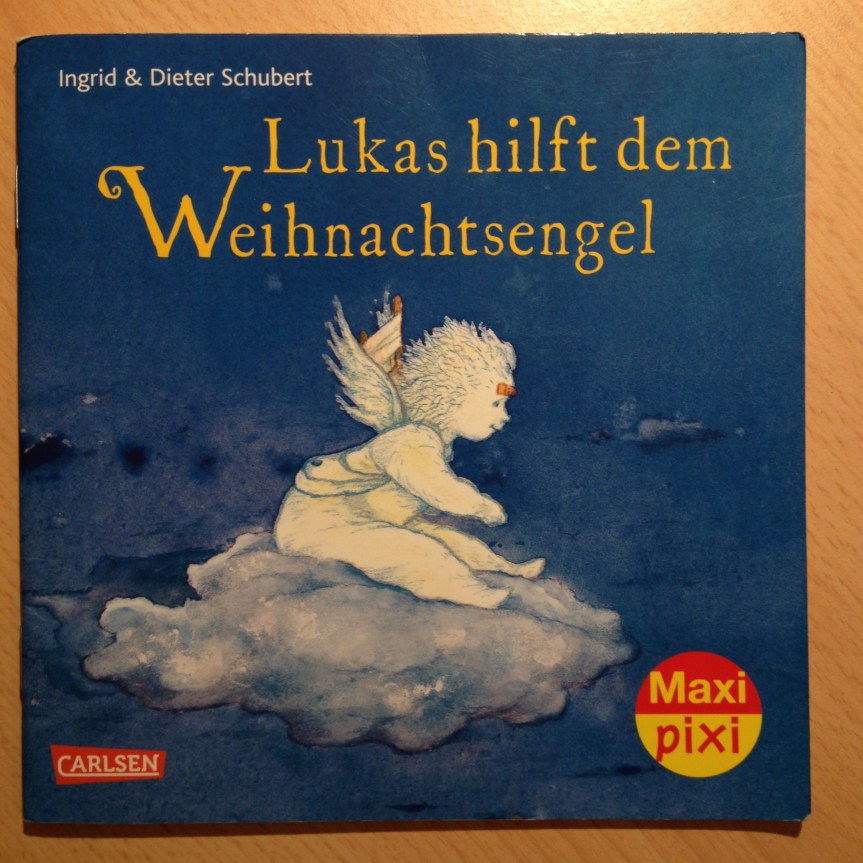 Ingrid & Dieter Schubert
Lukas hilft dem
Weihnachtsengel
Maxi
pixi
CARLSEN